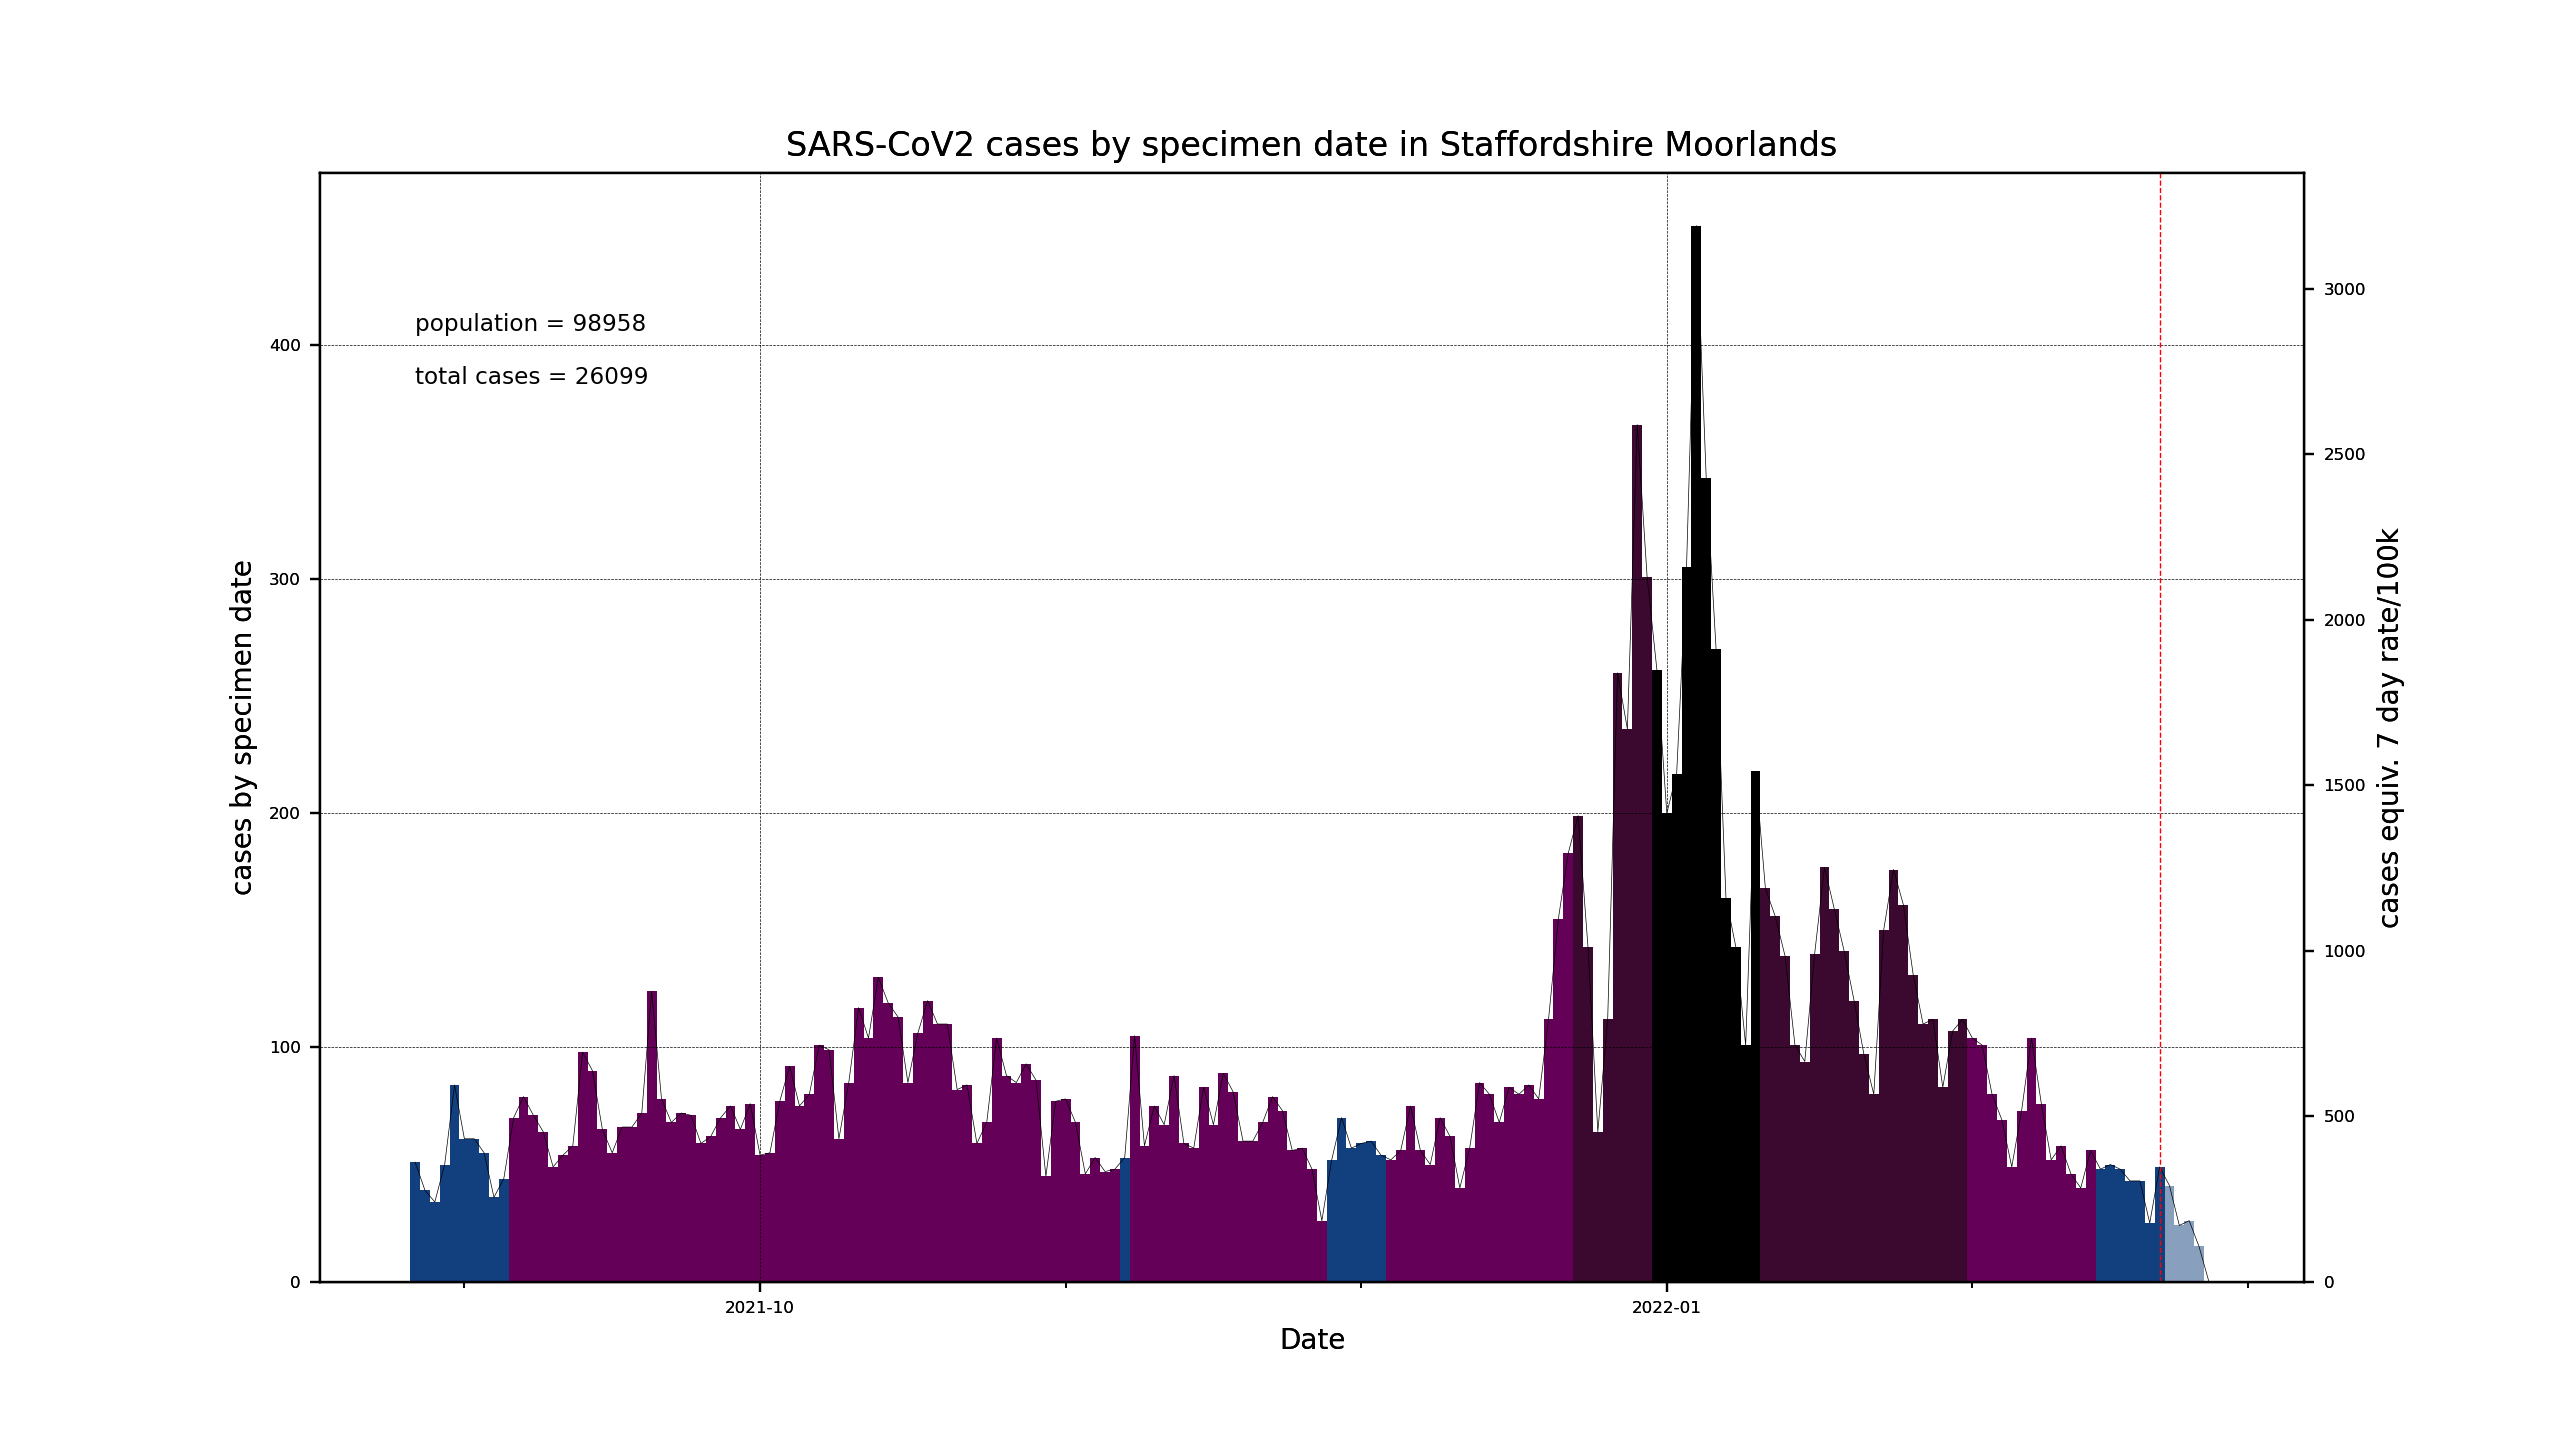 SARS-CoV2 cases by specimen date in Staffordshire Moorlands
population = 98958
total cases = 26099
cases by specimen date
400
300
200
100
0
3000
2500
2000
1500
1000
500
0
cases equiv. 7 day rate/100k
2021-10
2022-01
Date